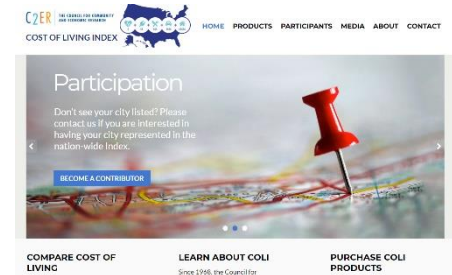 C2ER THE COUNCIL FOR COMMUNITY
AND ECONOMIC RESEARCH
COST OF LIVING INDEX
HOME PRODUCTS PARTICIPANTS MEDIA ABOUT CONTACT
Participation
Don't see your city listed? Please
contact us if you are interested in
having your city represented in the
nation-wide Index.
BECOME A CONTRIBUTOR
COMPARE COST OF
LIVING
LEARN ABOUT COLI
Since 1968, the Council for
PURCHASE COLI
PRODUCTS